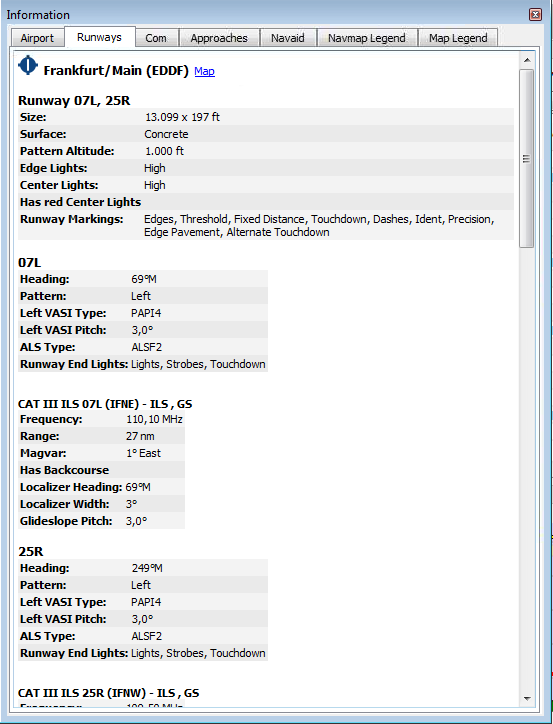 Information
Airport Runways Com Approaches Navaid Navmap Legend Map Legend
Frankfurt/Main (EDDF) Map
Runway 07L, 25R
Size: 13.099 x 197 ft
Surface: Concrete
Pattern Altitude: 1.000 ft
Edge Lights: High
Center Lights: High
Has red Center Lights
Runway Markings: Edges, Threshold, Fixed Distance, Touchdown, Dashes, Ident, Precision,
Edge Pavement, Alternate Touchdown
07L
Heading: 69°M
Pattern: Left
Left VASI Type: PAPI4
Left VASI Pitch: 3,0°
ALS Type: ALSF2
Runway End Lights: Lights, Strobes, Touchdown
CAT III ILS 07L (IFNE) - ILS , GS
Frequency: 110,10 MHz
Range: 27 nm
Magvar: 1° East
Has Backcourse
Localizer Heading: 69°M
Localizer Width: 3°
Glideslope Pitch: 3,0°
25R
Heading: 249°M
Pattern: Left
Left VASI Type: PAPI4
Left VASI Pitch: 3,0°
ALS Type: ALSF2
Runway End Lights: Lights, Strobes, Touchdown
CAT III ILS 25R (IFNW) - ILS , GS
Frequency: